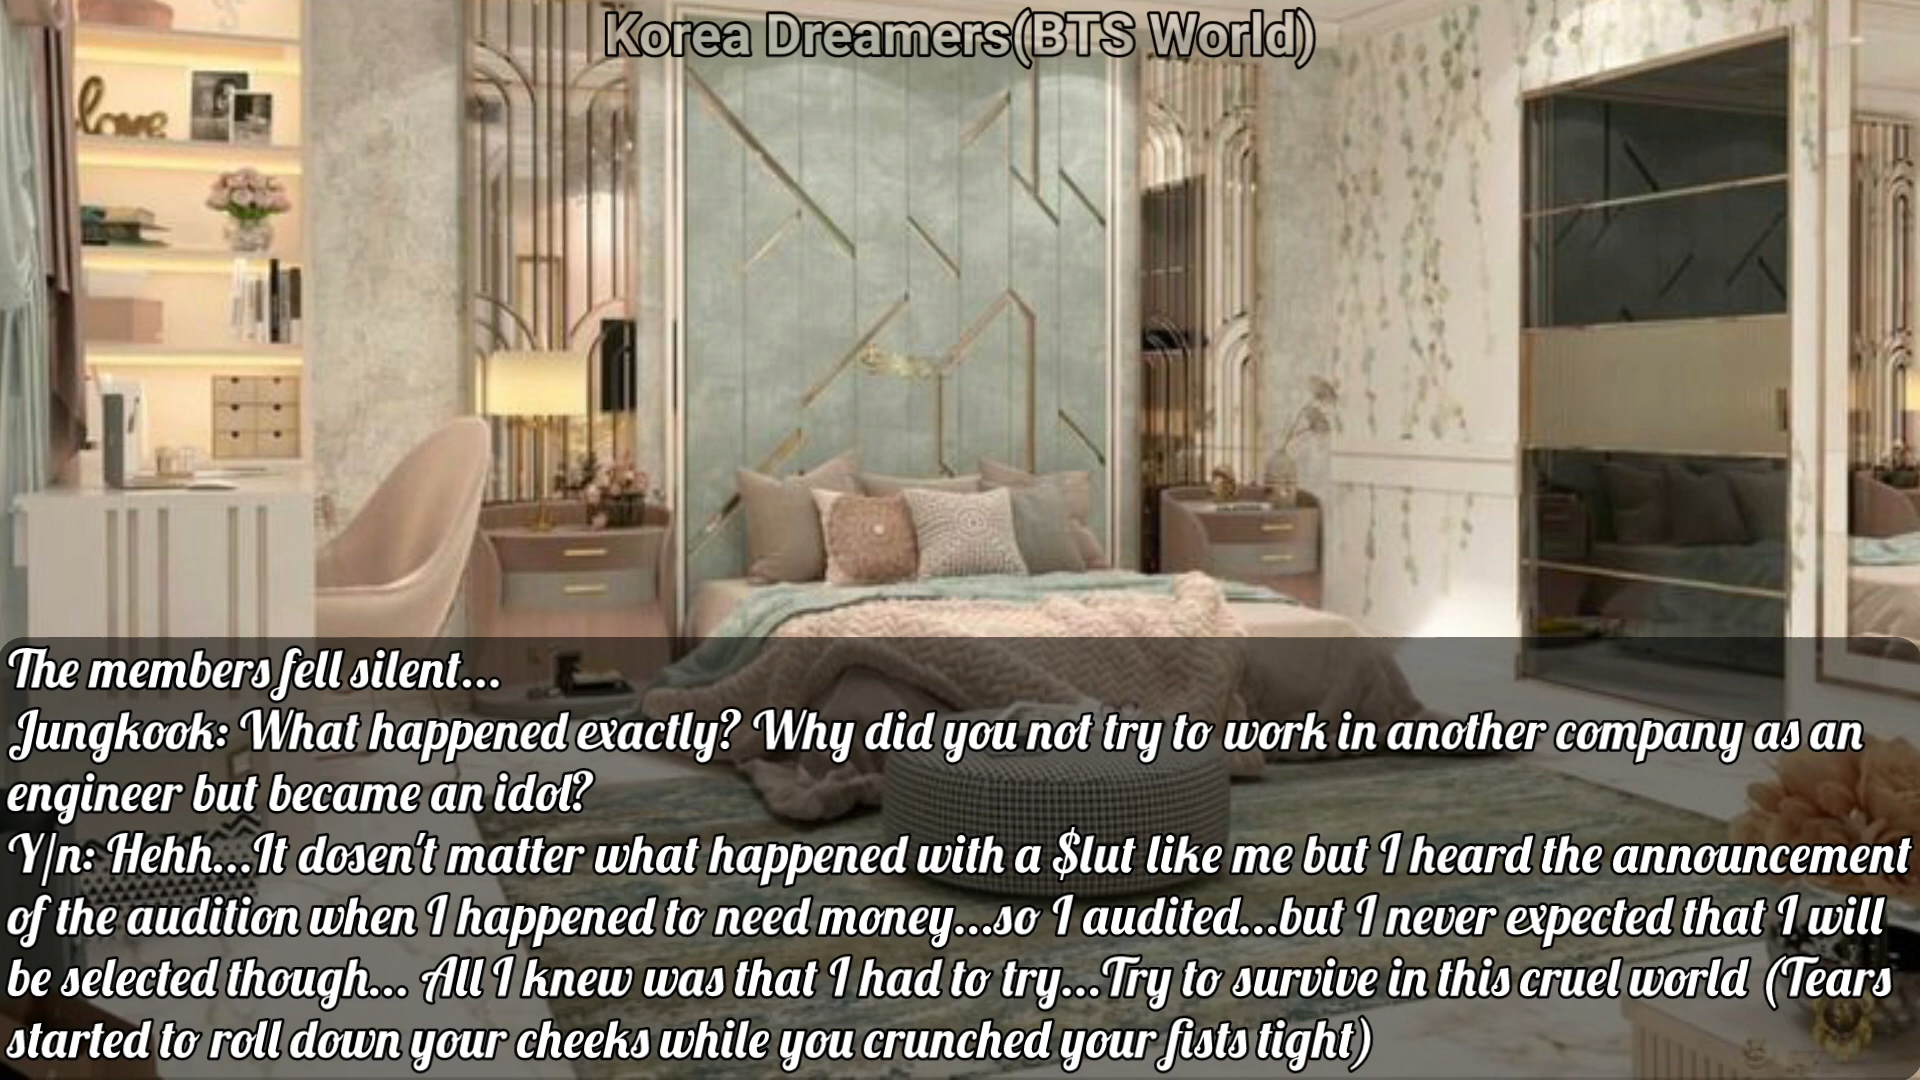 Korea Dreamers(BTS World)
love
The members fell silent...
Jungkook: What happened exactly? Why did you not try to work in another company as an
engineer but became an idol?
Y/n: Hehh...It dosen't matter what happened with a $lut like me but I heard the announcement
of the audition when I happened to need money...so I audited...but I never expected that I will
be selected though... All I knew was that I had to try...Try to survive in this cruel world (Tears
started to roll down your cheeks while you crunched your fists tight)